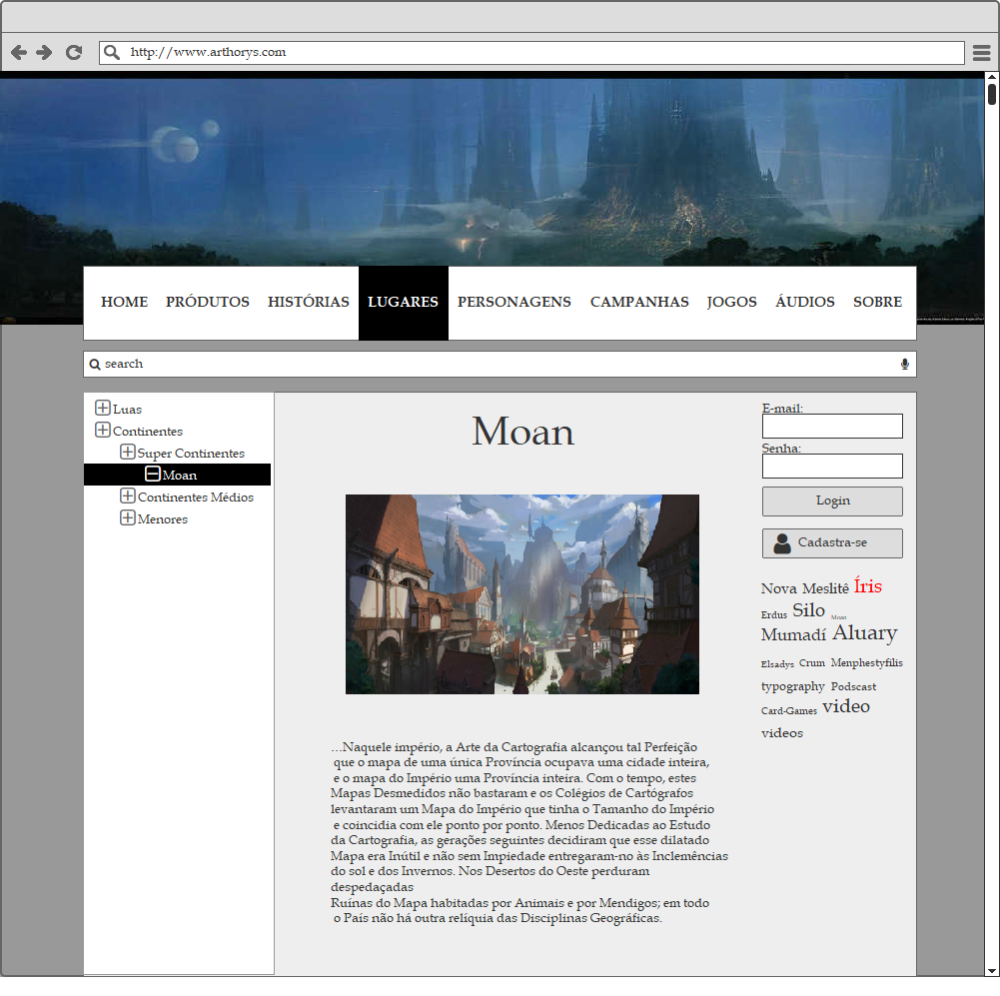 http://www.arthorys.com
HOME PRÓDUTOS HISTÓRIAS LUGARES PERSONAGENS CAMPANHAS JOGOS ÁUDIOS SOBRE
search
Luas
Continentes
Super Continentes
Moan
Continentes Médios
Menores
Moan
...Naquele império, a Arte da Cartografia alcançou tal Perfeição
que o mapa de uma única Província ocupava uma cidade inteira,
e o mapa do Império uma Província inteira. Com o tempo, estes
Mapas Desmedidos não bastaram e os Colégios de Cartógrafos
levantaram um Mapa do Império que tinha o Tamanho do Império
e coincidia com ele ponto por ponto. Menos Dedicadas ao Estudo
da Cartografia, as gerações seguintes decidiram que esse dilatado
Mapa era Inútil e não sem Impiedade entregaram-no às Inclemências
do sol e dos Invernos. Nos Desertos do Oeste perduram
despedaçadas
Ruínas do Mapa habitadas por Animais e por Mendigos; em todo
o País não há outra relíquia das Disciplinas Geográficas.
E-mail:
Senha:
Login
Cadastra-se
Nova Meslitê Íris
Erdus Silo Moan
Mumadí Aluary
Elsadys Crum Menphestyfilis
typography Podscast
Card-Games video
videos